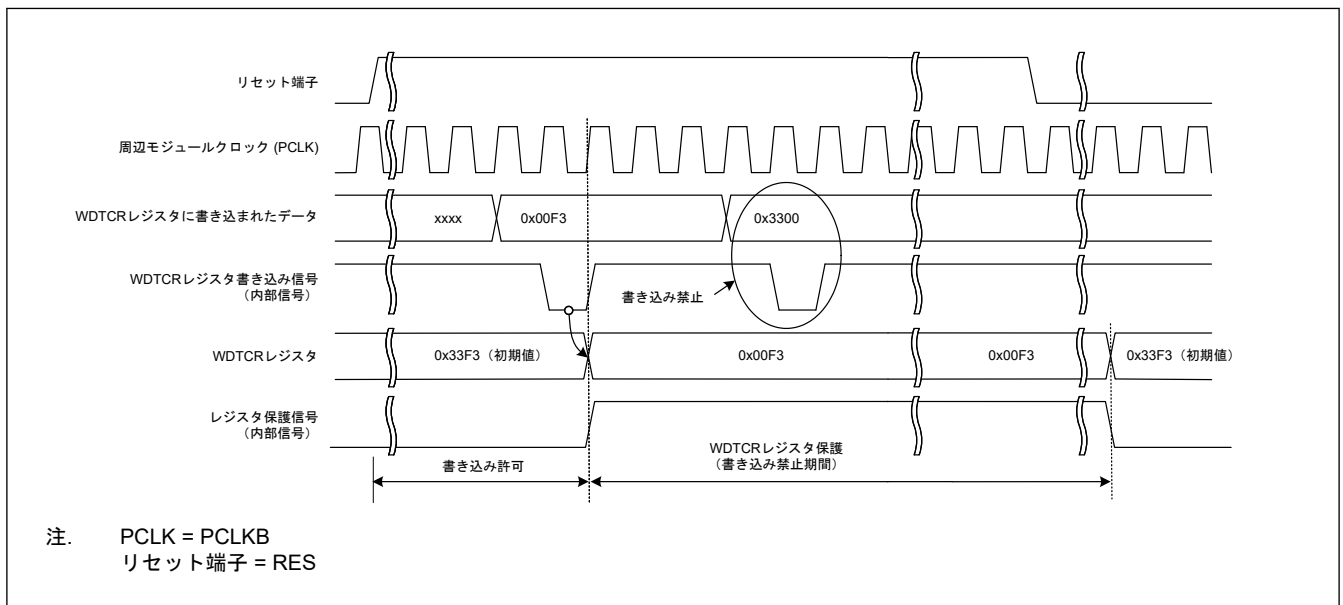 リセット端子
周辺モジュールクロック (PCLK)
WDTCRレジスタに書き込まれたデータ
xxxx
0x00F3
0x3300
WDTCRレジスタ書き込み信号
（内部信号）
書き込み禁止
WDTCRレジスタ
0x33F3（初期値）
0x00F3
0x00F3
0x33F3（初期値）
レジスタ保護信号
（内部信号）
書き込み許可
WDTCRレジスタ保護
（書き込み禁止期間）
注. PCLK = PCLKB
リセット端子 = RES